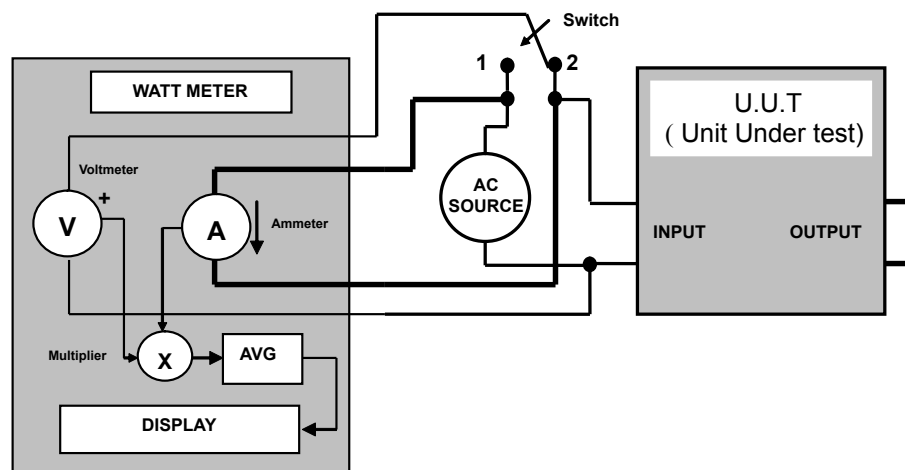 Switch
1
2
WATT METER
U.U.T
( Unit Under test)
Voltmeter
+
V
A
Ammeter
AC
SOURCE
INPUT
OUTPUT
Multiplier
X
AVG
DISPLAY